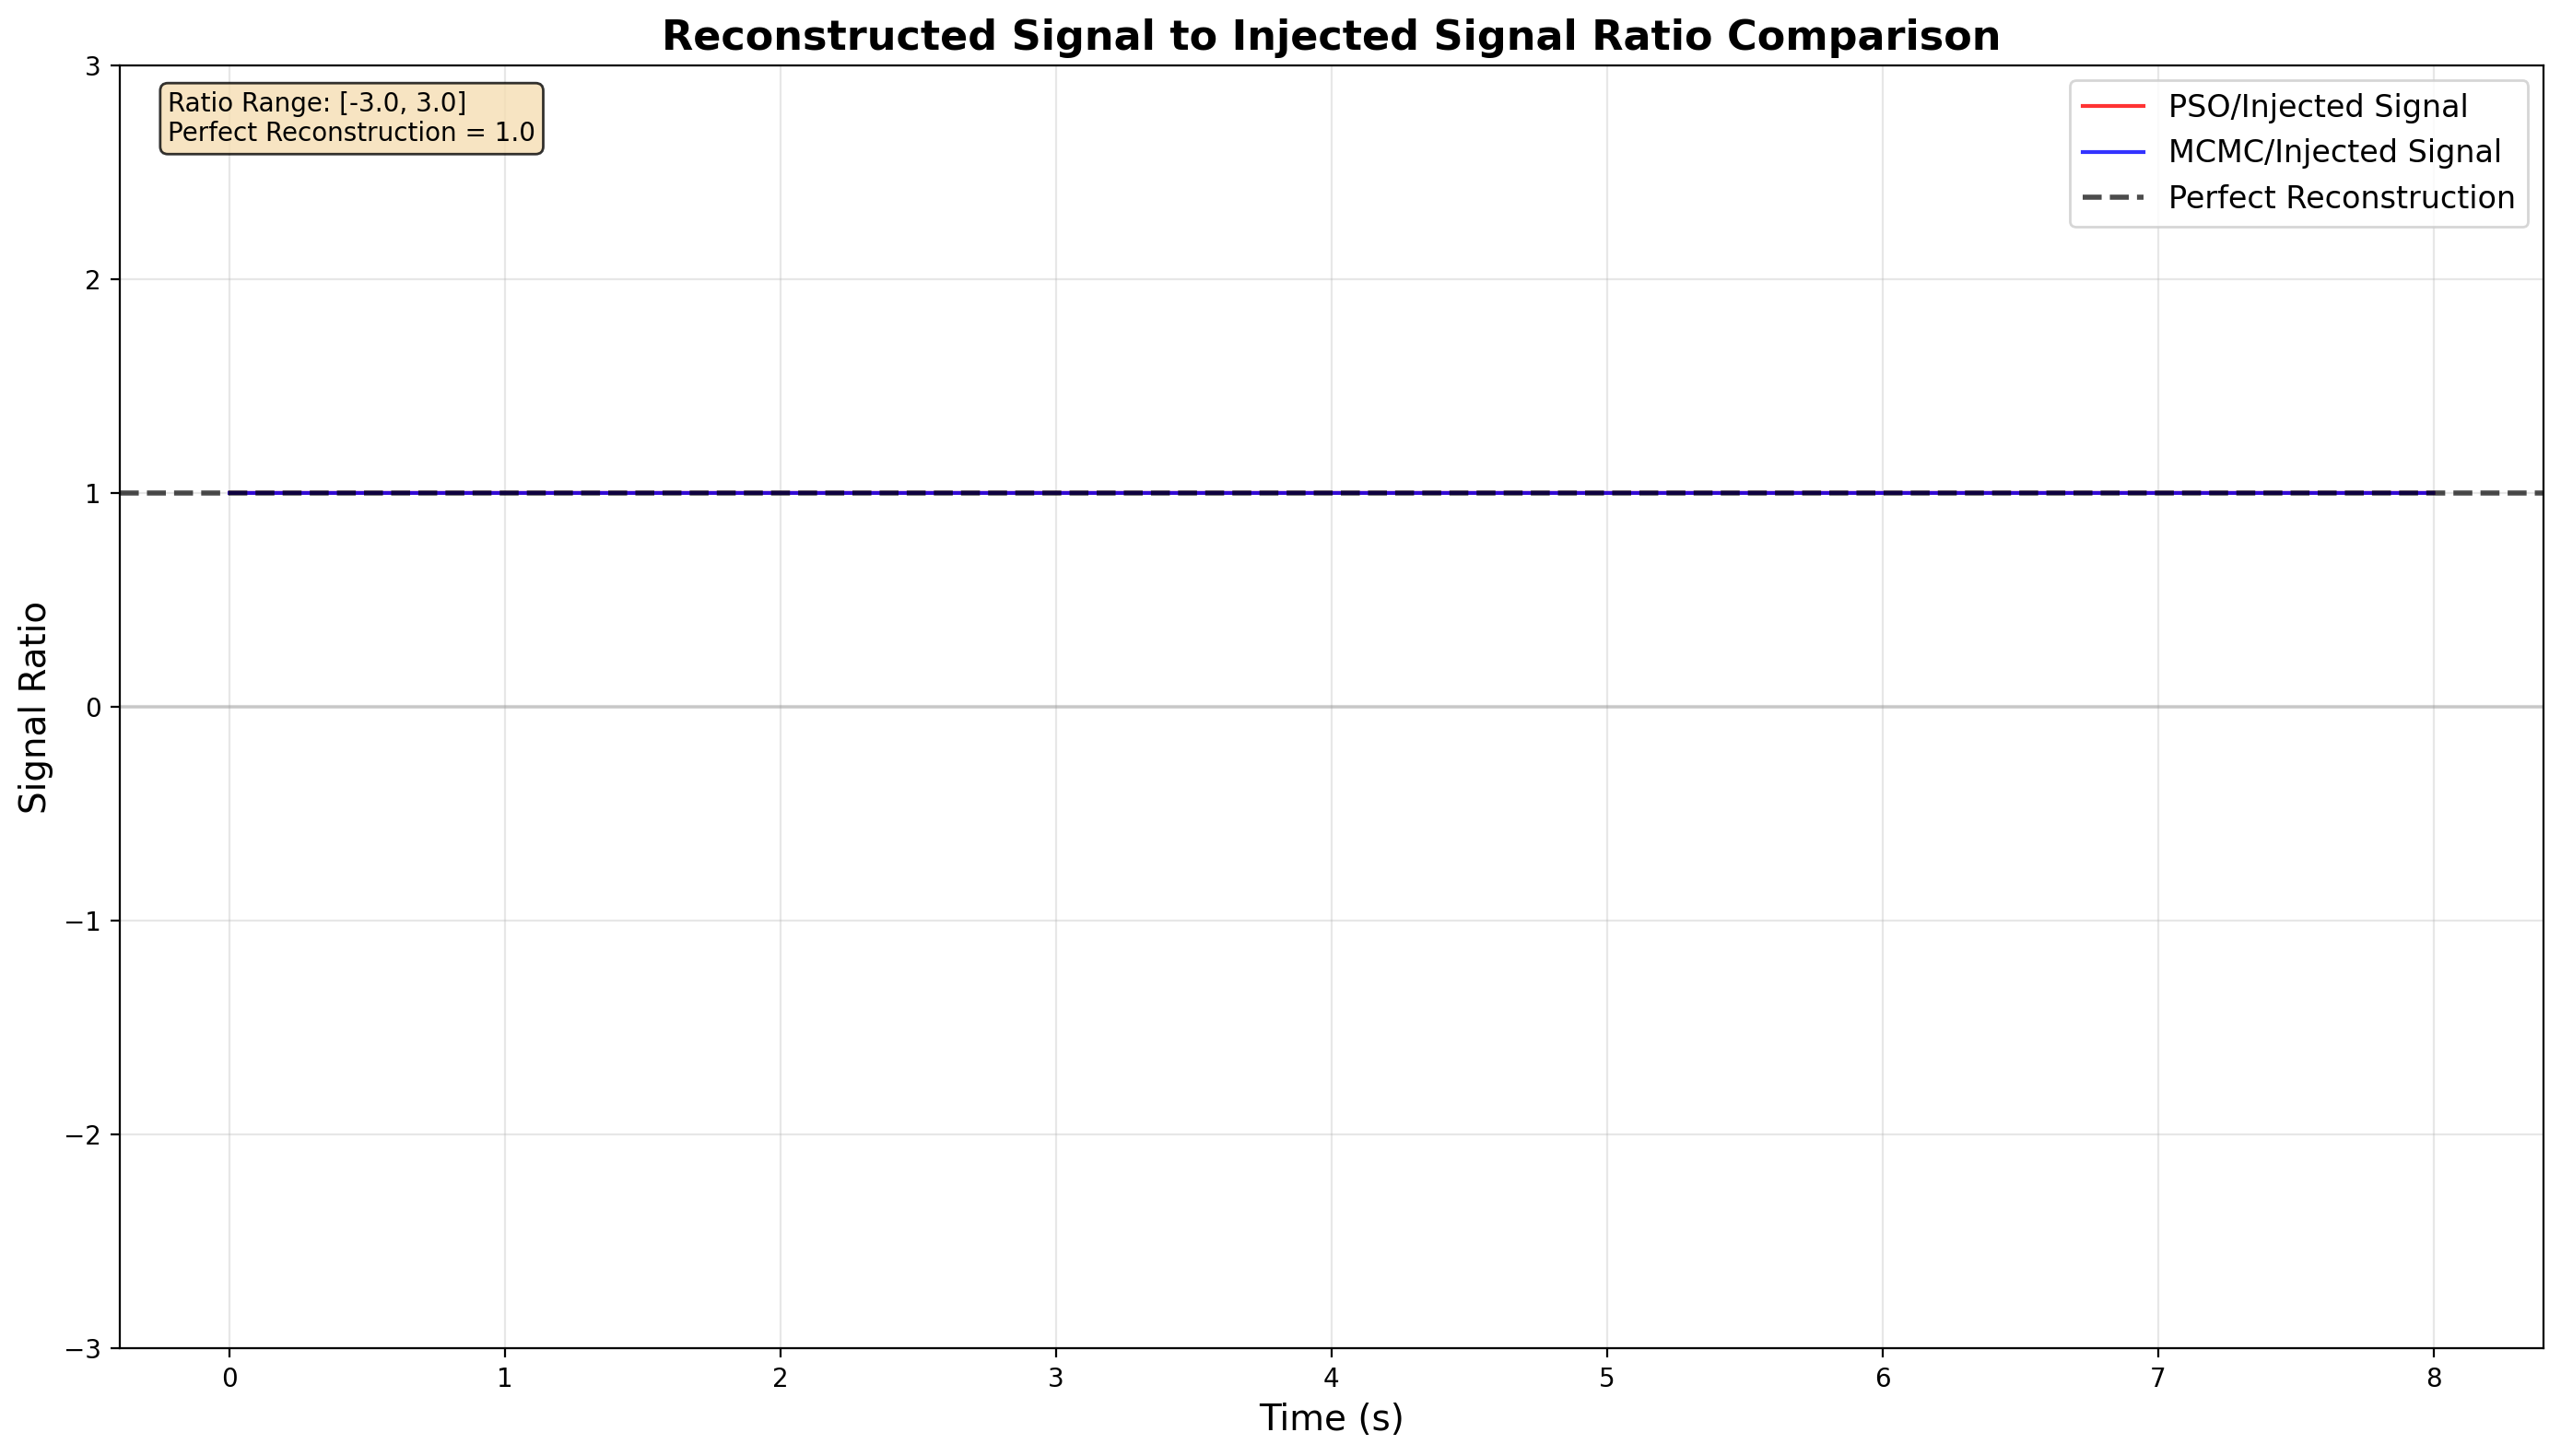 Reconstructed Signal to Injected Signal Ratio Comparison
Ratio Range: [-3.0, 3.0]
Perfect Reconstruction = 1.0
PSO/Injected Signal
MCMC/Injected Signal
Perfect Reconstruction
Signal Ratio
3
2
1
0
−1
−2
−3
0 1 2 3 4 5 6 7 8
Time (s)